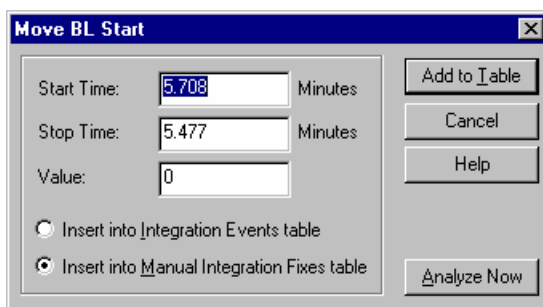 Move BL Start
Start Time: 5.708 Minutes
Add to Table
Stop Time: 5.477 Minutes
Cancel
Value: 0
Help
Insert into Integration Events table
Insert into Manual Integration Fixes table
Analyze Now